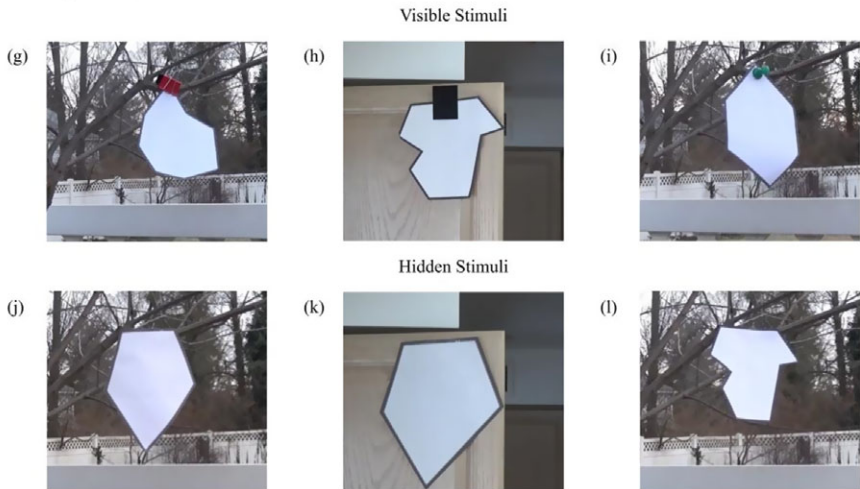 Visible Stimuli
(g)
(h)
(i)
Hidden Stimuli
(j)
(k)
(l)